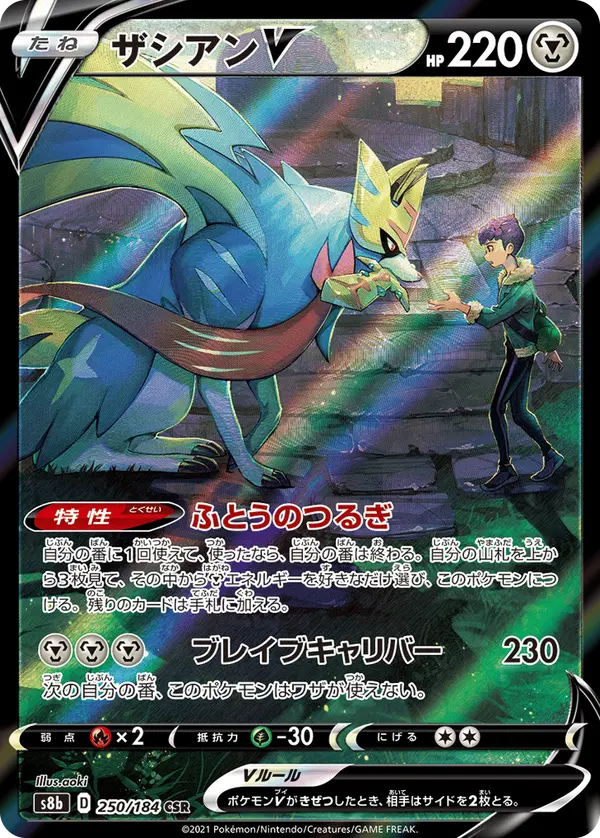 たね ザシアンV HP220
特性 とくせい ふとうのつるぎ
自分の番に1回使えて、使ったなら、自分の番は終わる。自分の山札を上か
ら3枚見て、その中からエネルギーを好きなだけ選び、このポケモンにつ
ける。残りのカードは手札に加える。
ブレイブキャリバー 230
次の自分の番、このポケモンはワザが使えない。
弱点 ×2 抵抗力 -30 にげる
Illus.aoki
Vルール
s8b D 250/184 CSR
ポケモンVがきぜつしたとき、相手はサイドを2枚とる。
©2021 Pokémon/Nintendo/Creatures/GAME FREAK.